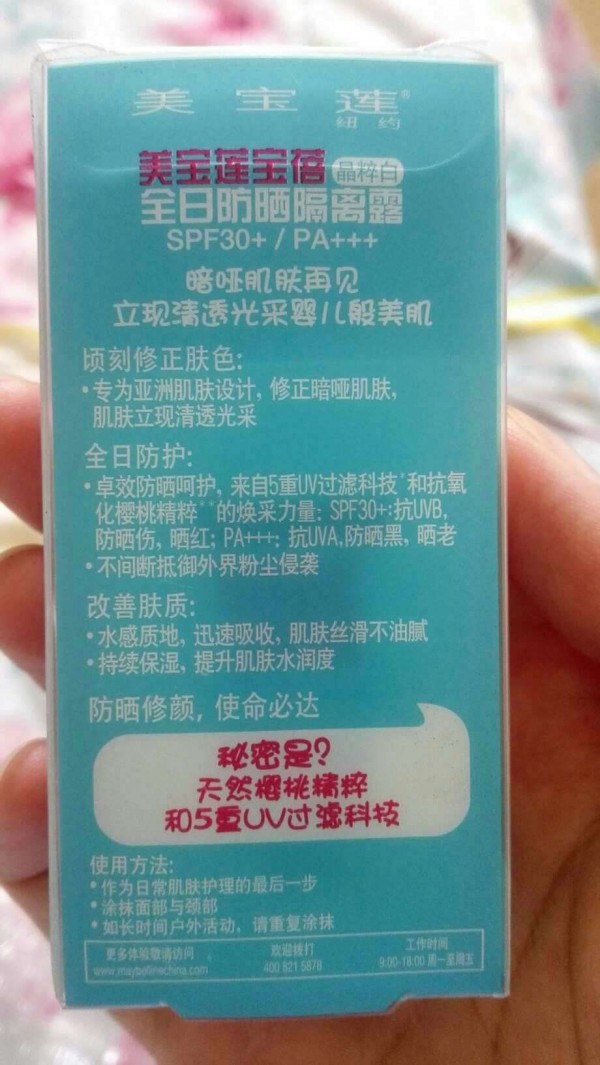 美宝莲®
纽约
美宝莲宝蓓 晶粹白
全日防晒隔离露
SPF30+ / PA+++
暗哑肌肤再见
立现清透光采婴儿般美肌
顷刻修正肤色:
•专为亚洲肌肤设计, 修正暗哑肌肤,
肌肤立现清透光采
全日防护:
•卓效防晒呵护, 来自5重UV过滤科技*和抗氧
化樱桃精粹**的焕采力量: SPF30+:抗UVB,
防晒伤, 晒红; PA+++: 抗UVA,防晒黑, 晒老
•不间断抵御外界粉尘侵袭
改善肤质:
•水感质地, 迅速吸收, 肌肤丝滑不油腻
•持续保湿, 提升肌肤水润度
防晒修颜, 使命必达
秘密是?
天然樱桃精粹
和5重UV过滤科技
使用方法:
•作为日常肌肤护理的最后一步
•涂抹面部与颈部
•如长时间户外活动, 请重复涂抹
更多体验敬请访问 欢迎拨打 工作时间
www.maybellinechina.com 400 821 5878 9:00-18:00 周一至周五